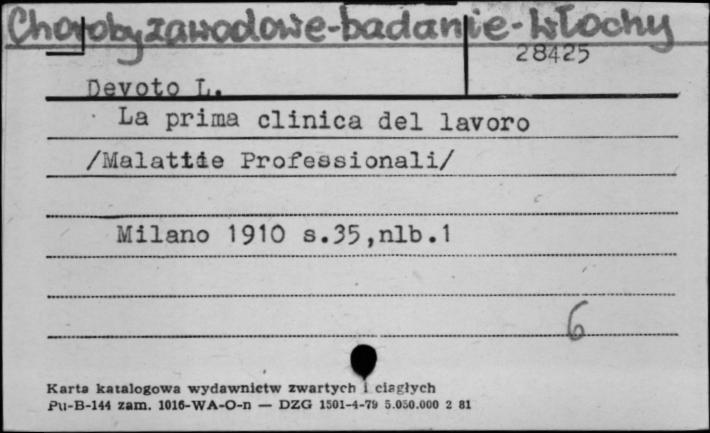 Choroby zawodowe-badanie-Włochy
28425
Devoto L.
La prima clinica del lavoro
/Malattie Professionali/
Milano 1910 s.35,nlb.1
6
Karta katalogowa wydawnictw zwartych i ciągłych
Pu-B-144 zam. 1016-WA-O-n — DZG 1501-4-79 5.050.000 2 81